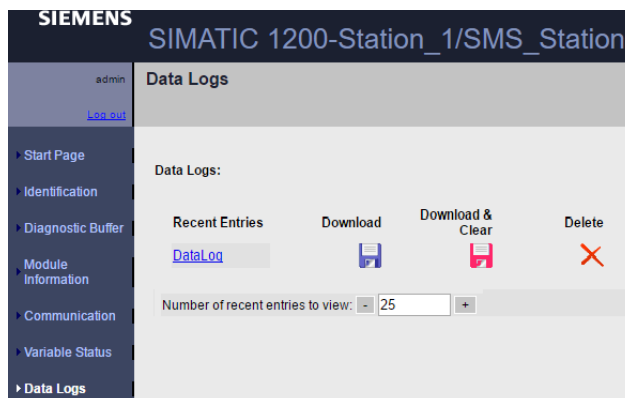 SIEMENS
SIMATIC 1200-Station_1/SMS_Station
admin
Log out
Data Logs
Start Page
Identification
Diagnostic Buffer
Module
Information
Communication
Variable Status
Data Logs
Data Logs:
Recent Entries Download Download & Clear Delete
DataLog
Number of recent entries to view: - 25 +